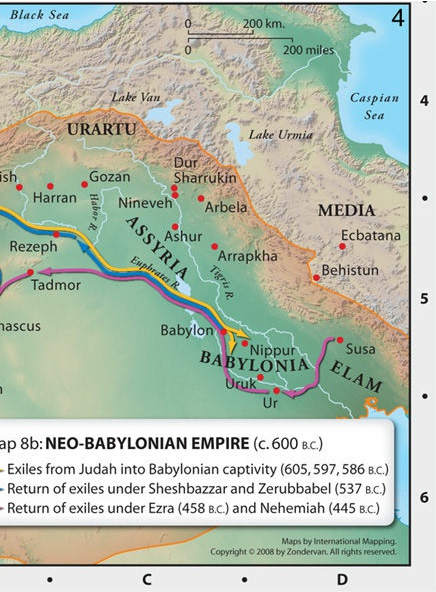 Black Sea
0 200 km.
0 200 miles
4
4
Lake Van
Caspian
Sea
URARTU
Lake Urmia
Dur
Sharrukin
ish
Harran
Gozan
Nineveh
Arbela
Habor R.
MEDIA
Ecbatana
Rezeph
ASSYRIA
Ashur
Arrapkha
Behistun
Euphrates R.
Tigris R.
Tadmor
5
mascus
Babylon
Nippur
Susa
BABYLONIA
ELAM
Uruk
Ur
n
ap 8b: NEO-BABYLONIAN EMPIRE (c. 600 B.C.)
Exiles from Judah into Babylonian captivity (605, 597, 586 B.C.)
Return of exiles under Sheshbazzar and Zerubbabel (537 B.C.)
Return of exiles under Ezra (458 B.C.) and Nehemiah (445 B.C.)
6
Maps by International Mapping.
Copyright © 2008 by Zondervan. All rights reserved.
C
D